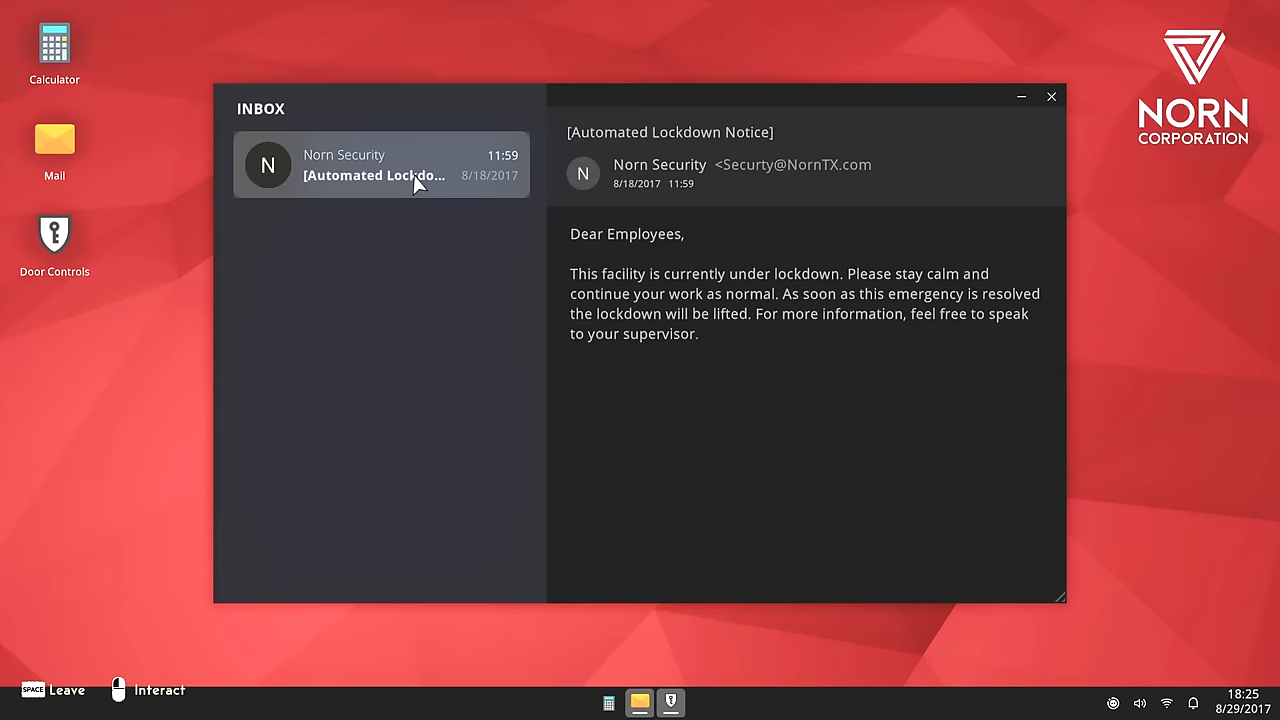 Calculator
Mail
Door Controls
NORN
CORPORATION
INBOX
N
Norn Security
11:59
[Automated Lockdo...
8/18/2017
[Automated Lockdown Notice]
N
Norn Security <Securty@NornTX.com
8/18/2017 11:59
Dear Employees,
This facility is currently under lockdown. Please stay calm and
continue your work as normal. As soon as this emergency is resolved
the lockdown will be lifted. For more information, feel free to speak
to your supervisor.
SPACE Leave
Interact
18:25
8/29/2017